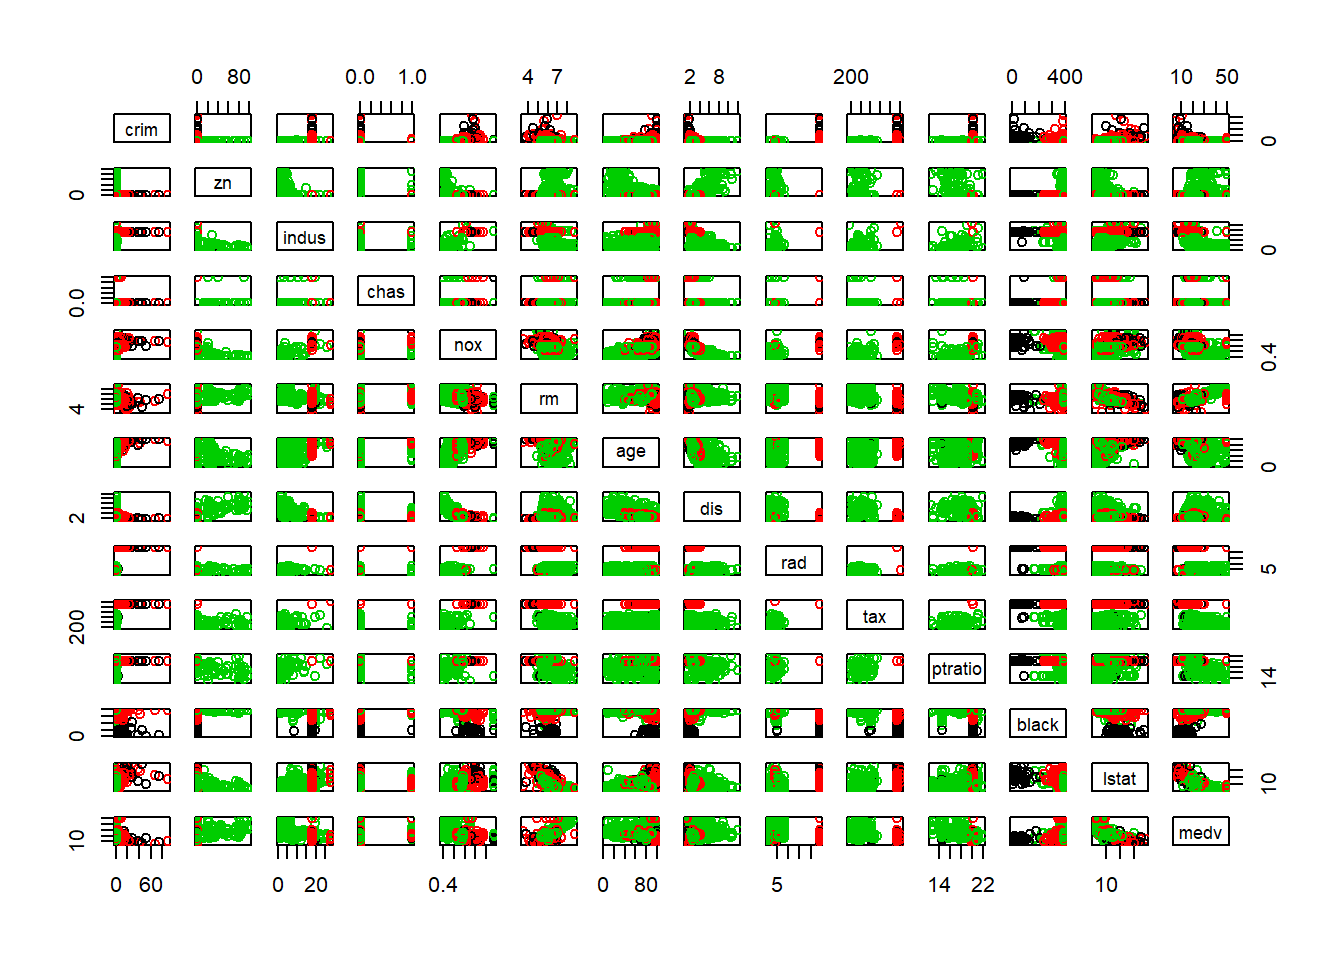 0 80 0.0 1.0 4 7 2 8 200 0 400 10 50
crim 0
0 zn
indus 0
0.0 chas
nox 0.4
4 rm
age 0
2 dis
rad 5
200 tax
ptratio 14
0 black
lstat 10
10 medv
0 60 0 20 0.4 0 80 5 14 22 10